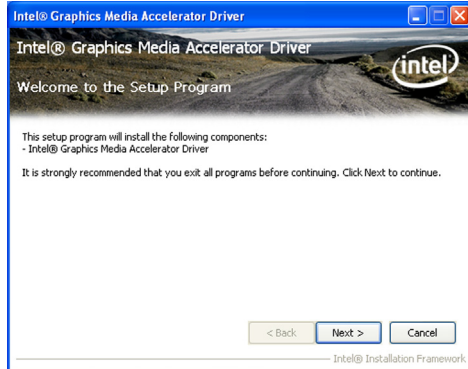 Intel® Graphics Media Accelerator Driver
Intel® Graphics Media Accelerator Driver
intel
Welcome to the Setup Program
This setup program will install the following components:
- Intel® Graphics Media Accelerator Driver
It is strongly recommended that you exit all programs before continuing. Click Next to continue.
< Back Next > Cancel
Intel® Installation Framework